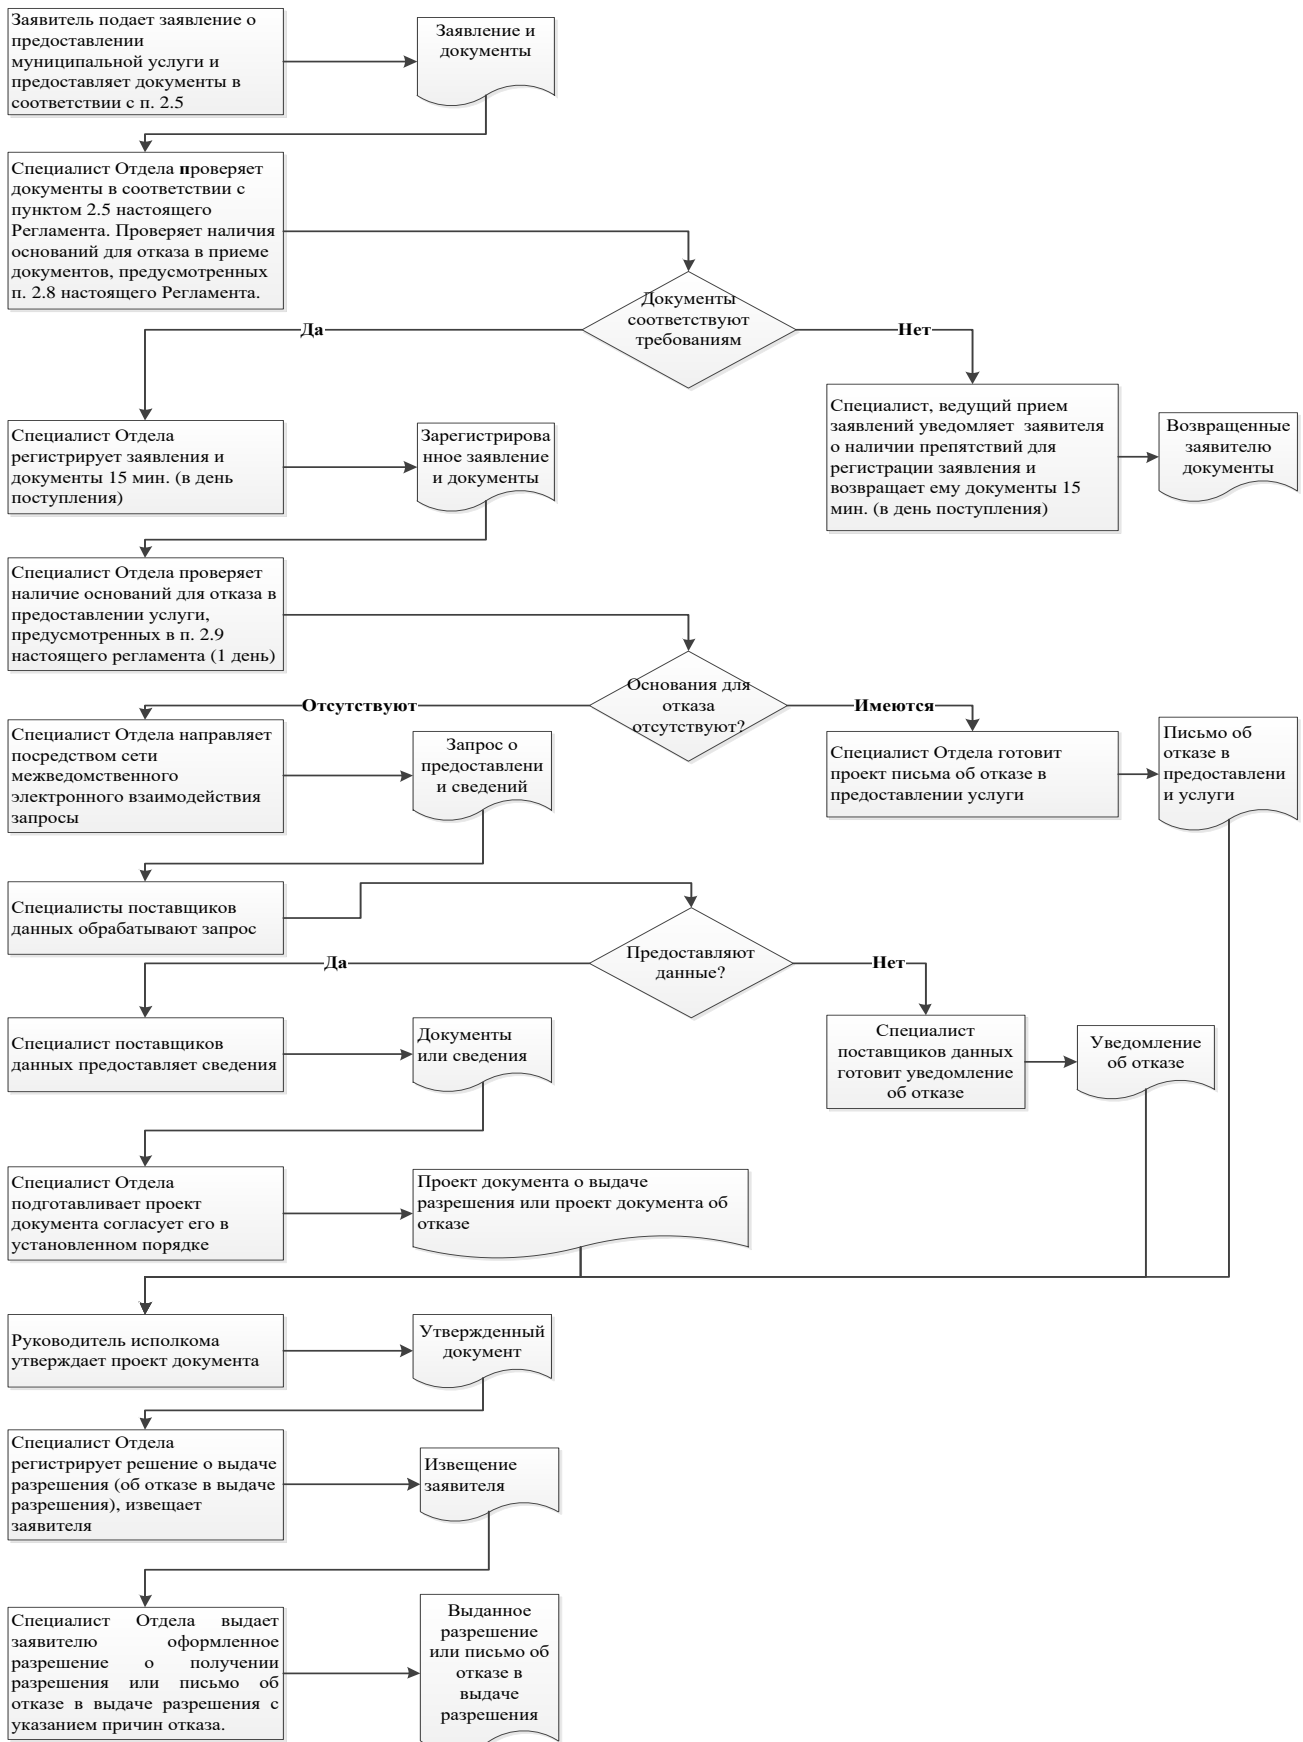 Заявитель подает заявление о
предоставлении
муниципальной услуги и
предоставляет документы в
соответствии с п. 2.5
Заявление и
документы
Специалист Отдела проверяет
документы в соответствии с
пунктом 2.5 настоящего
Регламента. Проверяет наличия
оснований для отказа в приеме
документов, предусмотренных
п. 2.8 настоящего Регламента.
Документы
соответствуют
требованиям
Да
Нет
Специалист Отдела
регистрирует заявления и
документы 15 мин. (в день
поступления)
Зарегистрирова
нное заявление
и документы
Специалист, ведущий прием
заявлений уведомляет  заявителя
о наличии препятствий для
регистрации заявления и
возвращает ему документы 15
мин. (в день поступления)
Возвращенные
заявителю
документы
Специалист Отдела проверяет
наличие оснований для отказа в
предоставлении услуги,
предусмотренных в п. 2.9
настоящего регламента (1 день)
Основания для
отказа
отсутствуют?
Отсутствуют
Имеются
Специалист Отдела направляет
посредством сети
межведомственного
электронного взаимодействия
запросы
Запрос о
предоставлени
и сведений
Специалист Отдела готовит
проект письма об отказе в
предоставлении услуги
Письмо об
отказе в
предоставлени
и услуги
Специалисты поставщиков
данных обрабатывают запрос
Предоставляют
данные?
Да
Нет
Специалист поставщиков
данных предоставляет сведения
Документы
или сведения
Специалист
поставщиков данных
готовит уведомление
об отказе
Уведомление
об отказе
Специалист Отдела
подготавливает проект
документа согласует его в
установленном порядке
Проект документа о выдаче
разрешения или проект документа об
отказе
Руководитель исполкома
утверждает проект документа
Утвержденный
документ
Специалист Отдела
регистрирует решение о выдаче
разрешения (об отказе в выдаче
разрешения), извещает
заявителя
Извещение
заявителя
Специалист Отдела выдает
заявителю оформленное
разрешение о получении
разрешения или письмо об
отказе в выдаче разрешения с
указанием причин отказа.
Выданное
разрешение
или письмо об
отказе в
выдаче
разрешения